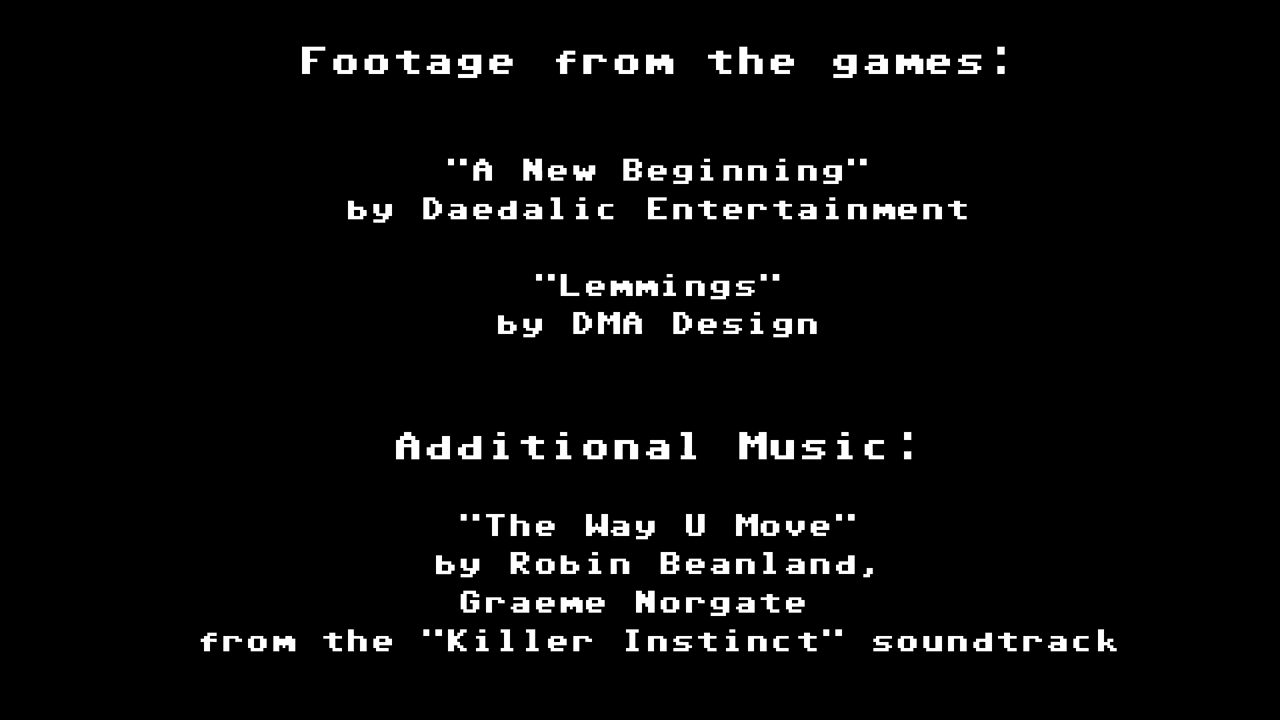 Footage from the games:
"A New Beginning"
by Daedalic Entertainment
"Lemmings"
by DMA Design
Additional Music:
"The Way U Move"
by Robin Beanland,
Graeme Norgate
from the "Killer Instinct" soundtrack